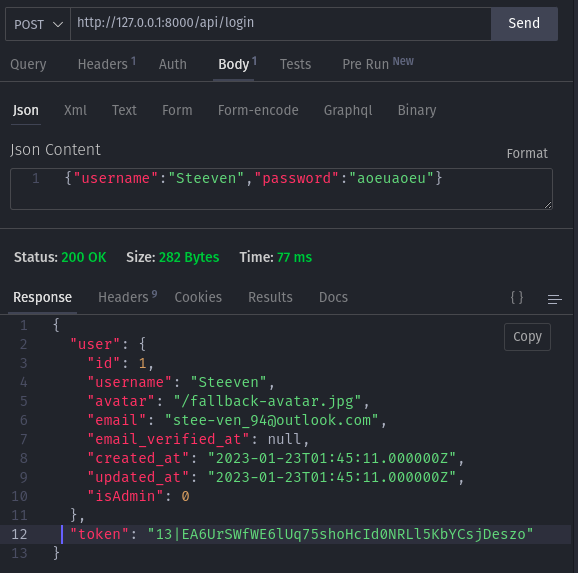 POST http://127.0.0.1:8000/api/login Send
Query Headers 1 Auth Body 1 Tests Pre Run New
Json Xml Text Form Form-encode Graphql Binary
Json Content Format
1 {"username":"Steeven","password":"aoeuaoeu"}
Status: 200 OK Size: 282 Bytes Time: 77 ms
Response Headers 9 Cookies Results Docs { }
1 {
Copy
2 "user": {
3 "id": 1,
4 "username": "Steeven",
5 "avatar": "/fallback-avatar.jpg",
6 "email": "stee-ven_94@outlook.com",
7 "email_verified_at": null,
8 "created_at": "2023-01-23T01:45:11.000000Z",
9 "updated_at": "2023-01-23T01:45:11.000000Z",
10 "isAdmin": 0
11 },
12 "token": "13|EA6UrSWfWE6lUq75shoHcId0NRLl5KbYCsjDeszo"
13 }